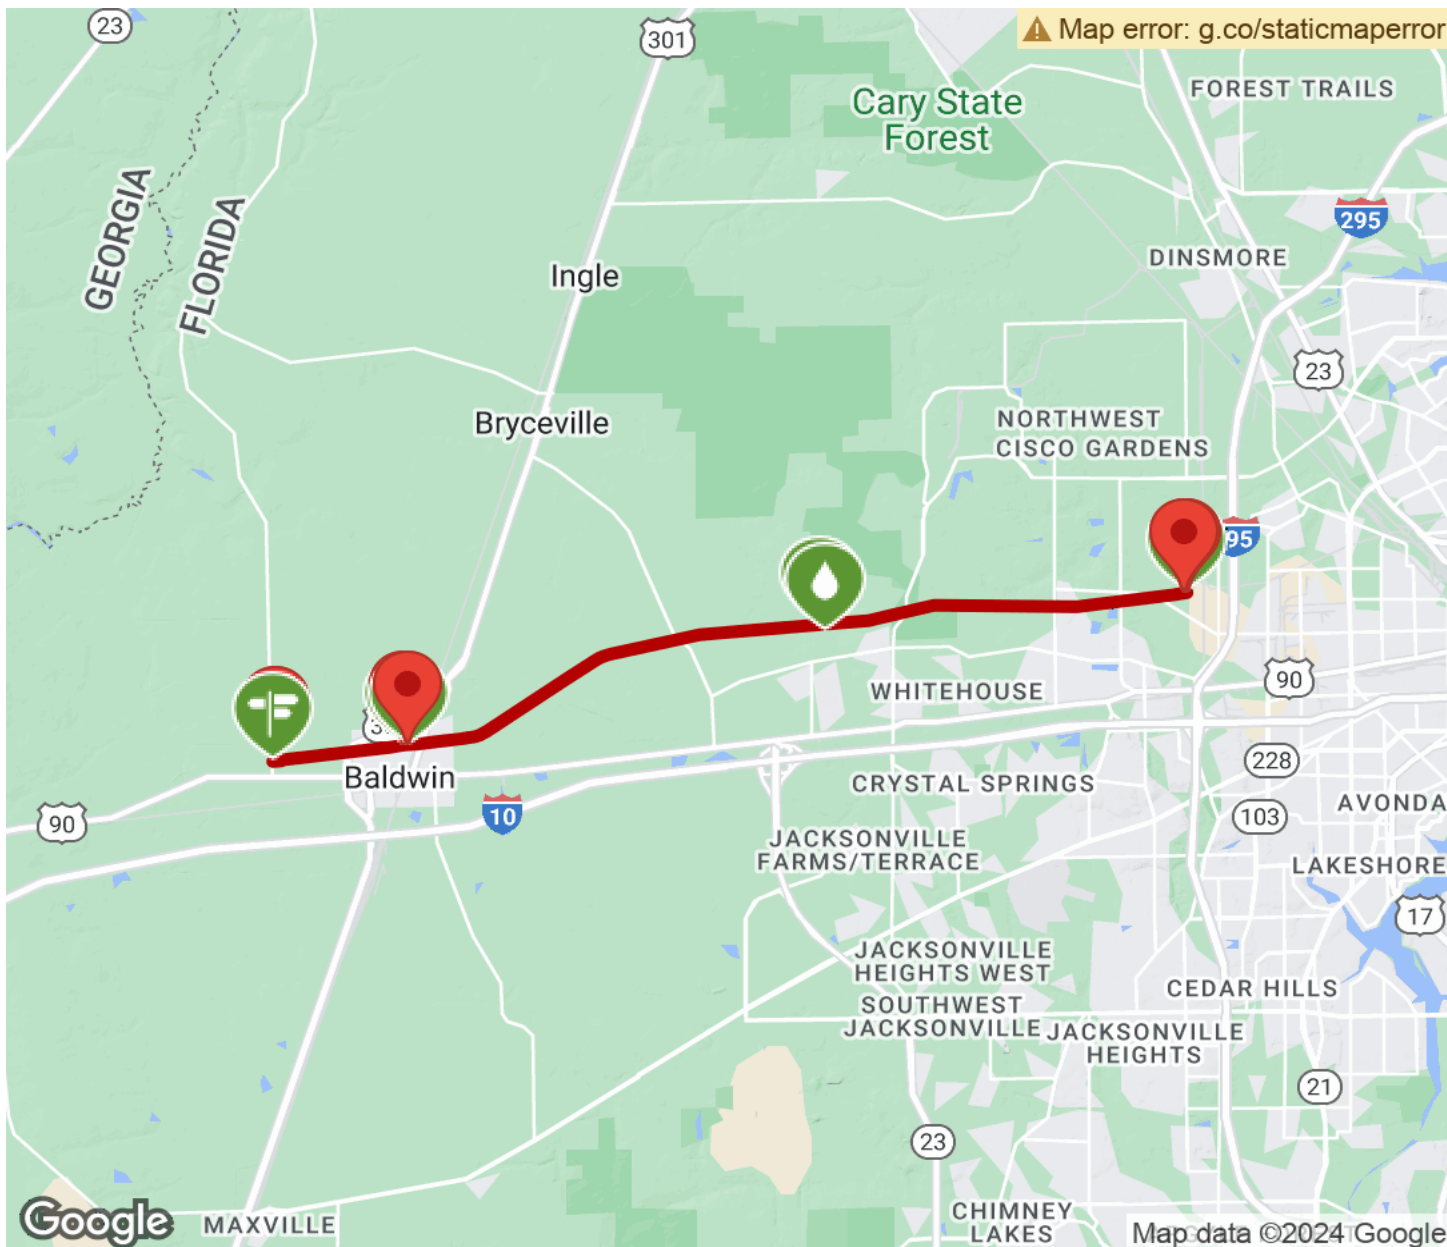 23
301
Map error: g.co/staticmaperror
FOREST TRAILS
Cary State
Forest
GEORGIA
FLORIDA
295
DINSMORE
Ingle
23
Bryceville
NORTHWEST
CISCO GARDENS
95
WHITEHOUSE
90
Baldwin
228
CRYSTAL SPRINGS
10
90
103
AVONDA
JACKSONVILLE
FARMS/TERRACE
LAKESHORE
17
JACKSONVILLE
HEIGHTS WEST
CEDAR HILLS
SOUTHWEST
JACKSONVILLE
JACKSONVILLE
HEIGHTS
21
23
Google
MAXVILLE
CHIMNEY
LAKES
Map data ©2024 Google